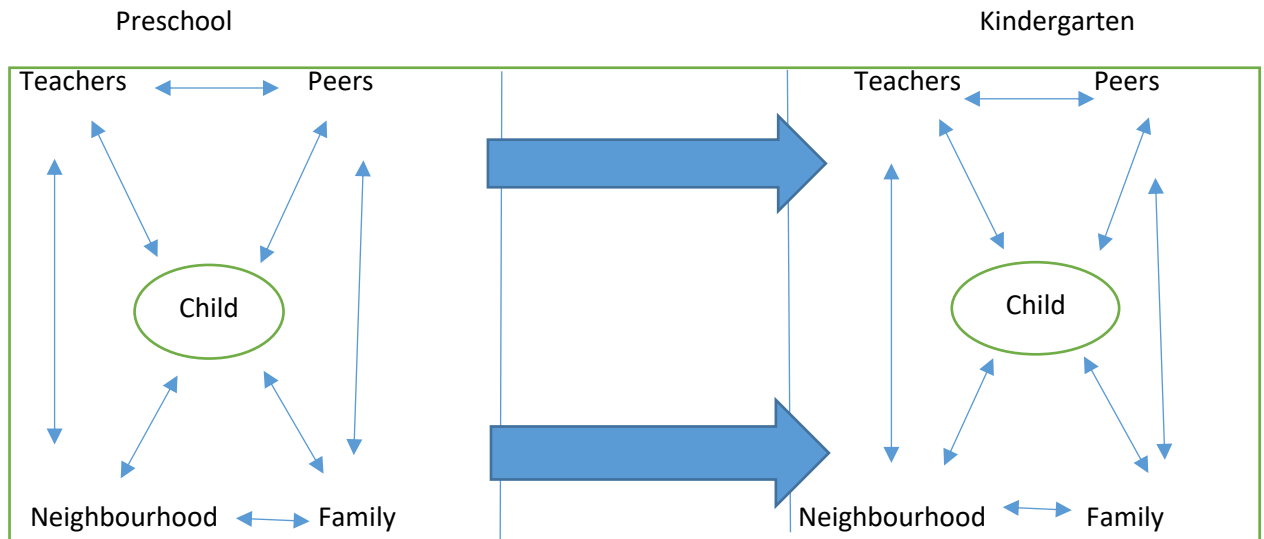 Preschool Kindergarten
Teachers Peers Teachers Peers
Child Child
Neighbourhood Family Neighbourhood Family